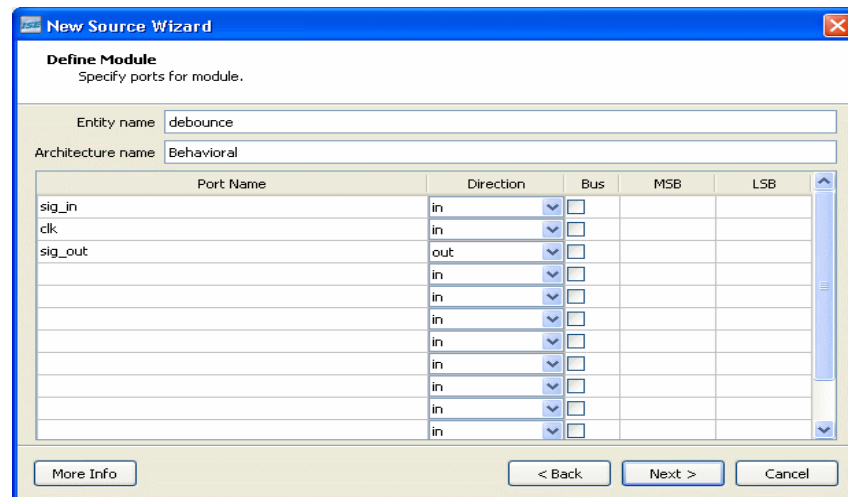 ISE New Source Wizard
Define Module
Specify ports for module.
Entity name debounce
Architecture name Behavioral
Port Name Direction Bus MSB LSB
sig_in in
clk in
sig_out out
in
in
in
in
in
in
in
in
More Info < Back Next > Cancel